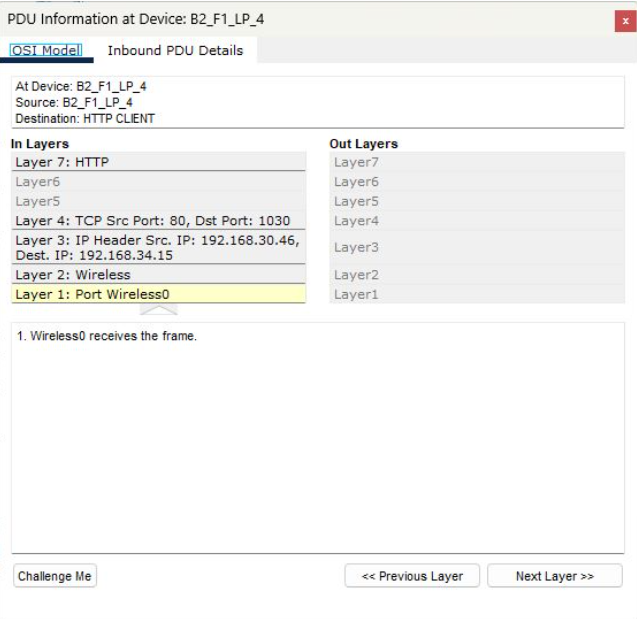 PDU Information at Device: B2_F1_LP_4
x
OSI Model Inbound PDU Details
At Device: B2_F1_LP_4
Source: B2_F1_LP_4
Destination: HTTP CLIENT
In Layers
Layer 7: HTTP
Layer6
Layer5
Layer 4: TCP Src Port: 80, Dst Port: 1030
Layer 3: IP Header Src. IP: 192.168.30.46,
Dest. IP: 192.168.34.15
Layer 2: Wireless
Layer 1: Port Wireless0
Out Layers
Layer7
Layer6
Layer5
Layer4
Layer3
Layer2
Layer1
1. Wireless0 receives the frame.
Challenge Me
<< Previous Layer
Next Layer >>